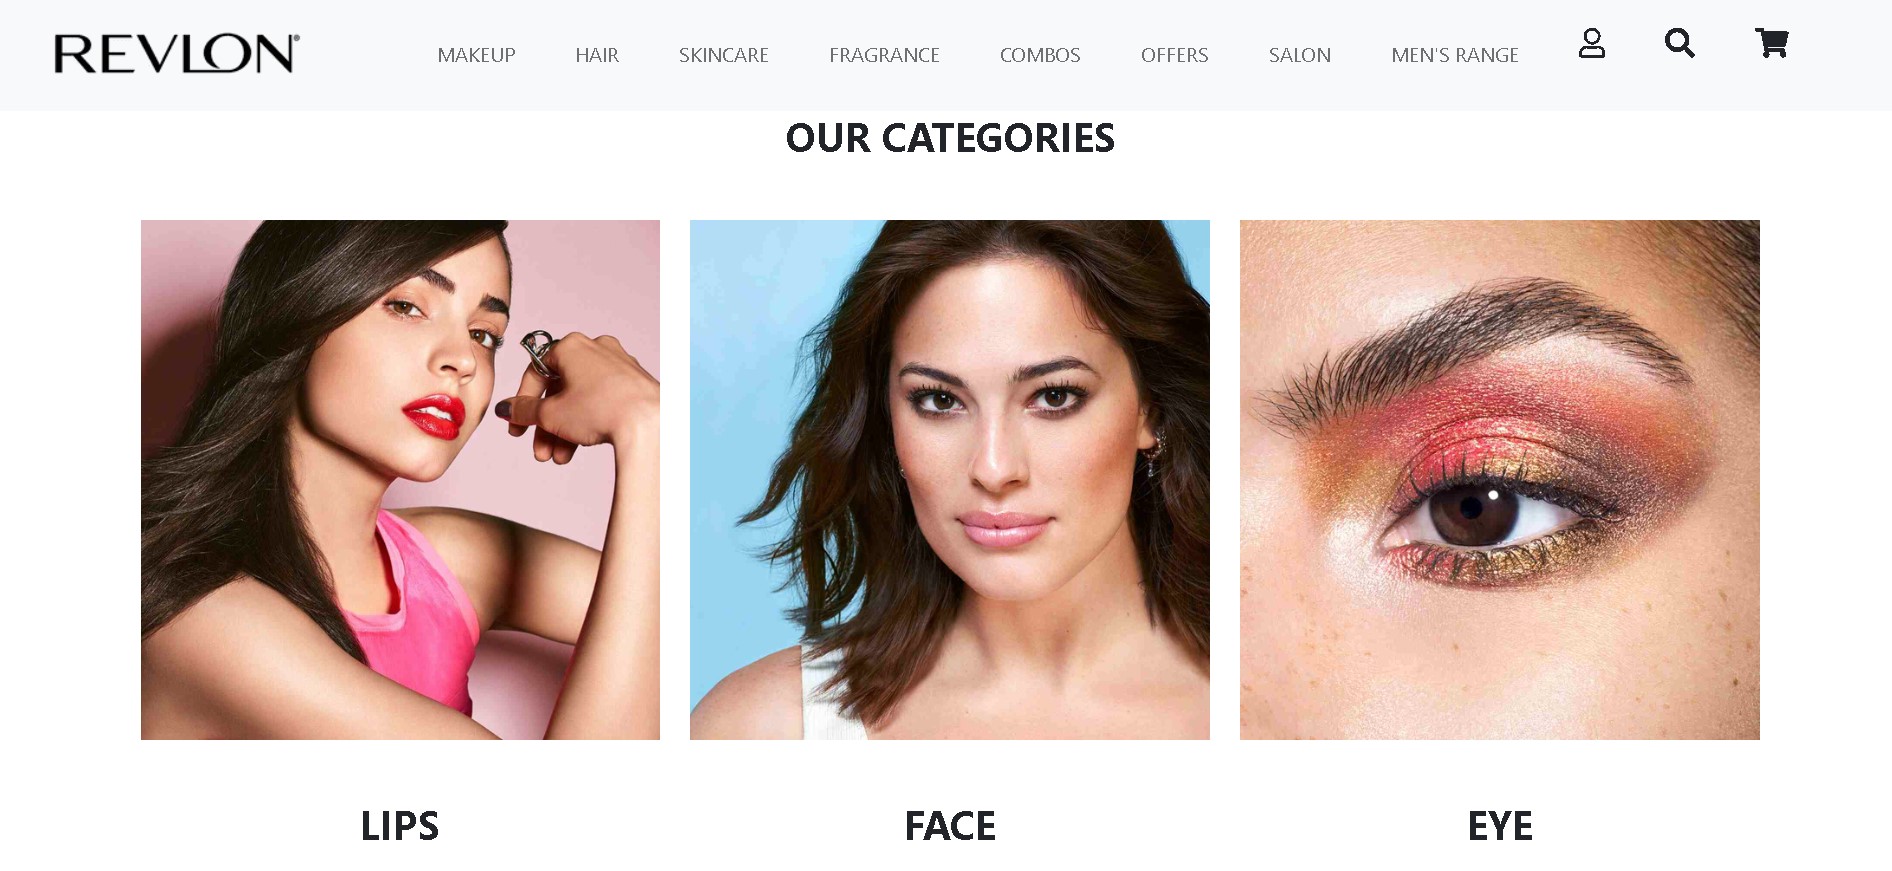 REVLON®
MAKEUP HAIR SKINCARE FRAGRANCE COMBOS OFFERS SALON MEN'S RANGE
OUR CATEGORIES
LIPS FACE EYE